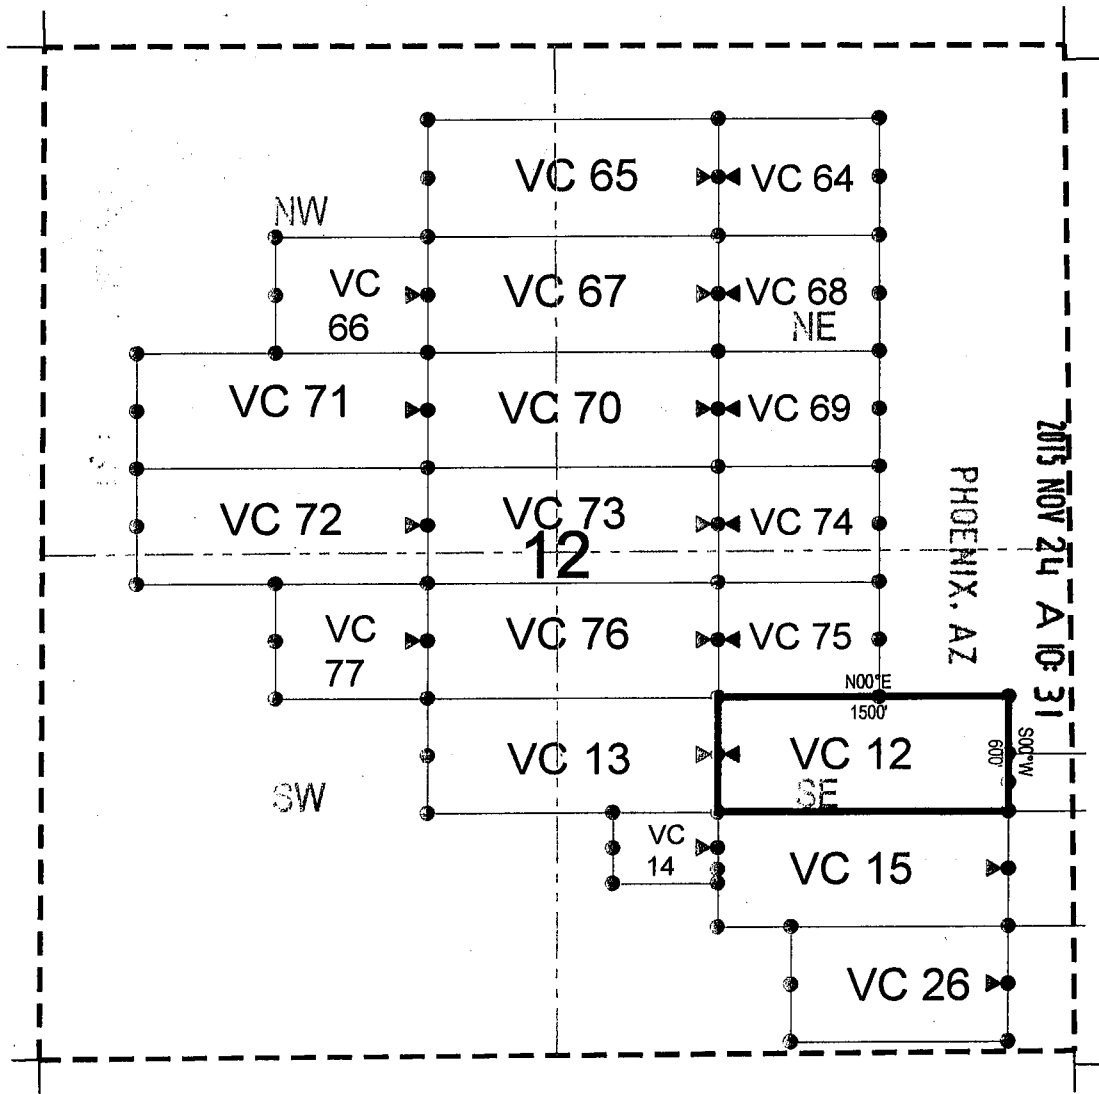 VC 65
VC 64
NW
VC
66
VC 67
VC 68
NE
VC 71
VC 70
VC 69
VC 72
VC 73
VC 74
12
PHOENIX, AZ
2015 NOV 24 A 10:31
VC
77
VC 76
VC 75
N00°E
1500'
VC 13
VC 12
600'
S00°W
SW
SE
VC
14
VC 15
VC 26